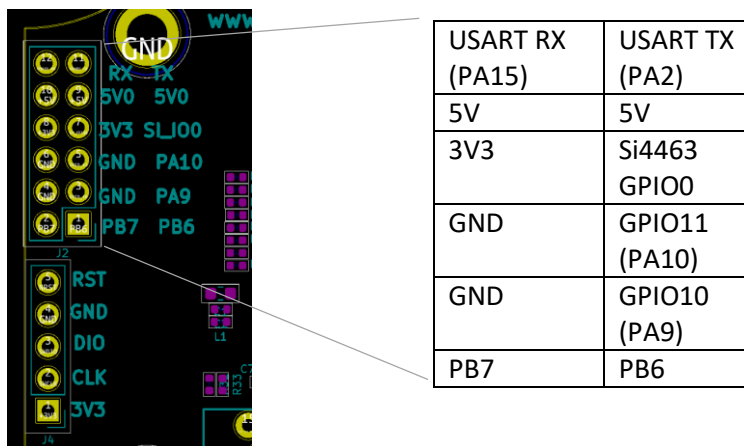 WWW
GND
RX TX
5V0 5V0
3V3 SI_IO0
GND PA10
GND PA9
PB7 PB6
J2
RST
GND
DIO
CLK
3V3
J4
L1
R33
C7
USART RX (PA15) USART TX (PA2)
5V 5V
3V3 Si4463 GPIO0
GND GPIO11 (PA10)
GND GPIO10 (PA9)
PB7 PB6